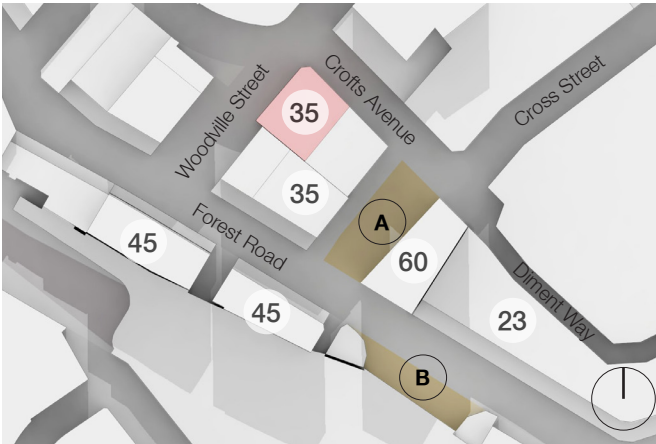 Woodville Street
Crofts Avenue
Cross Street
35
35
Forest Road
A
45
60
45
23
Diment Way
B